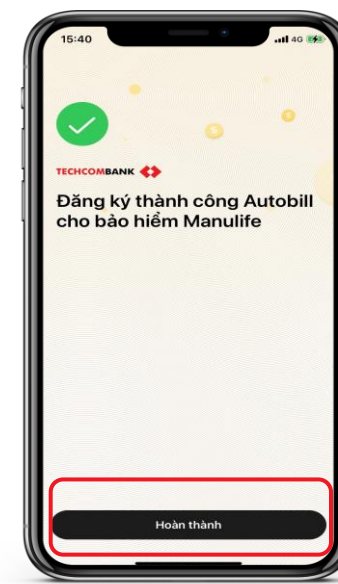 15:40 4G
TECHCOMBANK
Đăng ký thành công Autobill
cho bảo hiểm Manulife
Hoàn thành